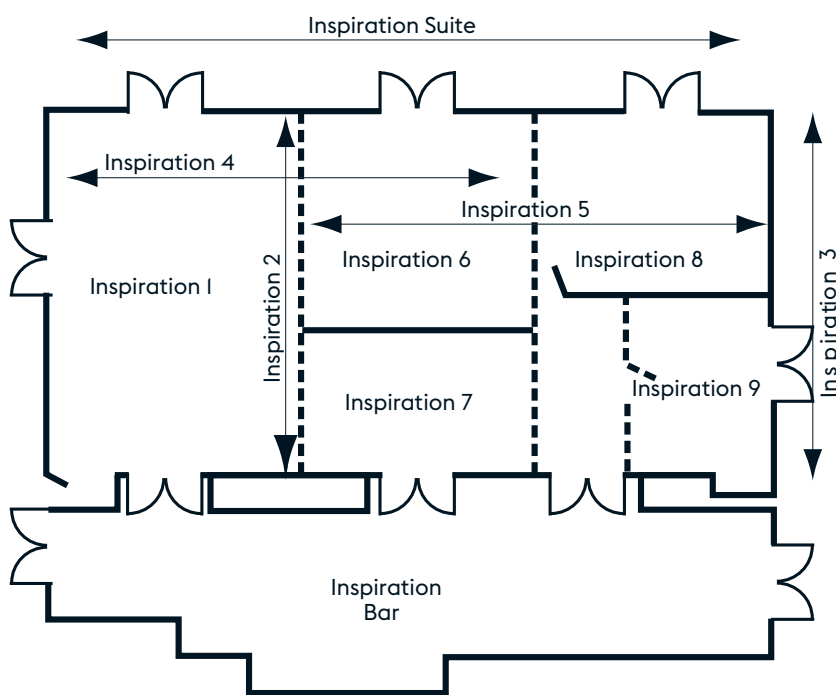 Inspiration Suite
Inspiration 4
Inspiration 5
Inspiration 2
Inspiration 6
Inspiration 8
Inspiration 3
Inspiration 1
Inspiration 9
Inspiration 7
Inspiration
Bar